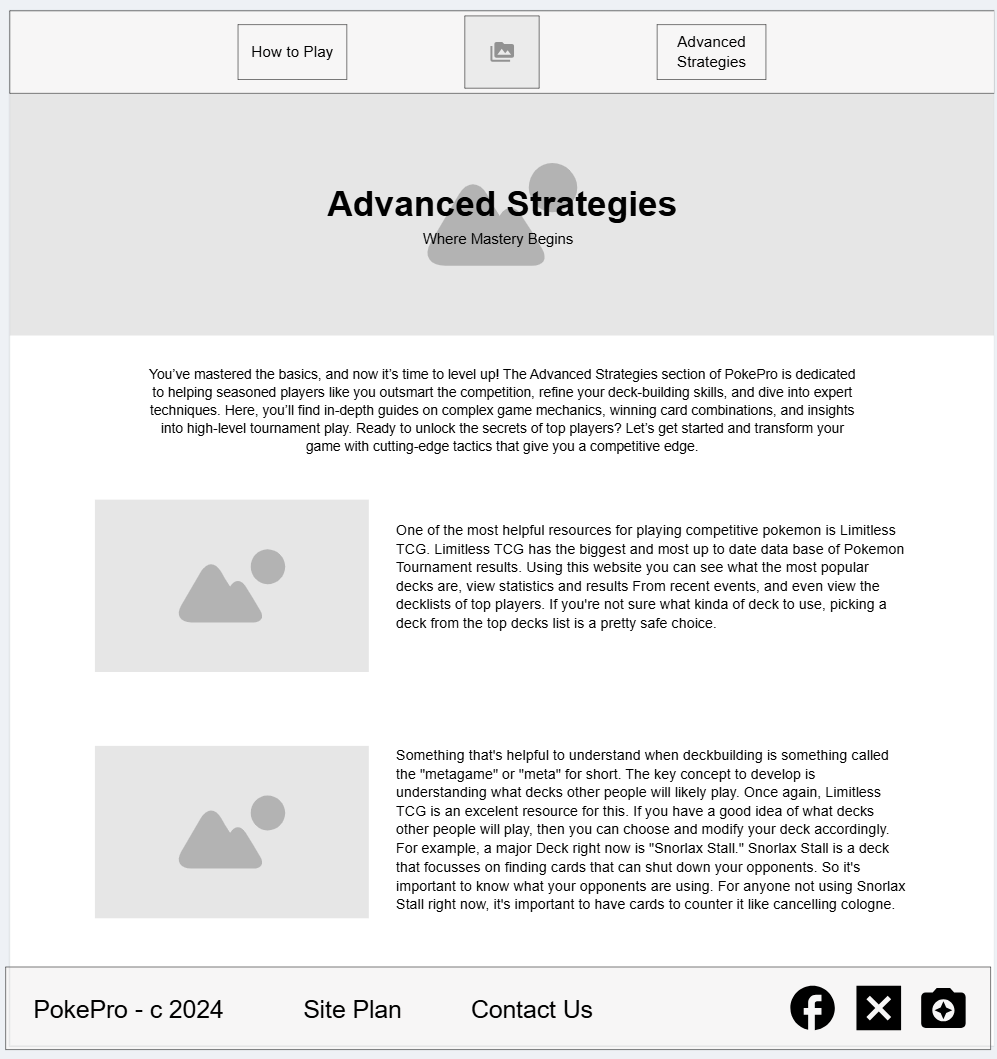 How to Play
Advanced
Strategies
Advanced Strategies
Where Mastery Begins
You’ve mastered the basics, and now it’s time to level up! The Advanced Strategies section of PokePro is dedicated
to helping seasoned players like you outsmart the competition, refine your deck-building skills, and dive into expert
techniques. Here, you’ll find in-depth guides on complex game mechanics, winning card combinations, and insights
into high-level tournament play. Ready to unlock the secrets of top players? Let’s get started and transform your
game with cutting-edge tactics that give you a competitive edge.
One of the most helpful resources for playing competitive pokemon is Limitless
TCG. Limitless TCG has the biggest and most up to date data base of Pokemon
Tournament results. Using this website you can see what the most popular
decks are, view statistics and results From recent events, and even view the
decklists of top players. If you're not sure what kinda of deck to use, picking a
deck from the top decks list is a pretty safe choice.
Something that's helpful to understand when deckbuilding is something called
the "metagame" or "meta" for short. The key concept to develop is
understanding what decks other people will likely play. Once again, Limitless
TCG is an excelent resource for this. If you have a good idea of what decks
other people will play, then you can choose and modify your deck accordingly.
For example, a major Deck right now is "Snorlax Stall." Snorlax Stall is a deck
that focusses on finding cards that can shut down your opponents. So it's
important to know what your opponents are using. For anyone not using Snorlax
Stall right now, it's important to have cards to counter it like cancelling cologne.
PokePro - c 2024 Site Plan Contact Us